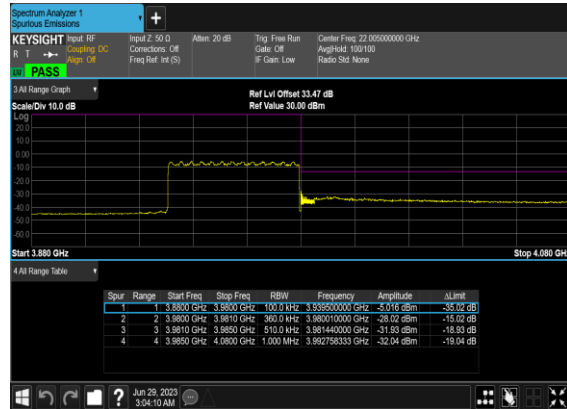 Spectrum Analyzer 1
Spurious Emissions
+
KEYSIGHT Input: RF Input Z: 50 Ω Atten: 20 dB Trig: Free Run Center Freq: 22.005000000 GHz
R T Coupling: DC Corrections: Off Gate: Off Avg|Hold: 100/100
Align: Off Freq Ref: Int (S) IF Gain: Low Radio Std: None
PASS
3 All Range Graph
Ref Lvl Offset 33.47 dB
Scale/Div 10.0 dB Ref Value 30.00 dBm
Log
20.0
10.0
0.00
-10.0
-20.0
-30.0
-40.0
-50.0
-60.0
Start 3.880 GHz Stop 4.080 GH
4 All Range Table
Spur Range Start Freq Stop Freq RBW Frequency Amplitude ΔLimit
1 1 3.8800 GHz 3.9800 GHz 100.0 kHz 3.939500000 GHz -5.016 dBm -35.02 dB
2 2 3.9800 GHz 3.9810 GHz 360.0 kHz 3.980010000 GHz -28.02 dBm -15.02 dB
3 3 3.9810 GHz 3.9850 GHz 510.0 kHz 3.981440000 GHz -31.93 dBm -18.93 dB
4 4 3.9850 GHz 4.0800 GHz 1.000 MHz 3.992758333 GHz -32.04 dBm -19.04 dB
? Jun 29, 2023
3:04:10 AM